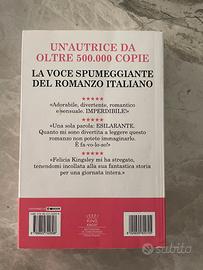 UN'AUTRICE DA
OLTRE 500.000 COPIE
LA VOCE SPUMEGGIANTE
DEL ROMANZO ITALIANO
★★★★★
«Adorabile, divertente, romantico
e sensuale. IMPERDIBILE!»
★★★★★
«Una sola parola: ESILARANTE.
Quanto mi sono divertita a leggere questo
romanzo non potete immaginarlo.
È fa-vo-lo-so!»
★★★★★
«Felicia Kingsley mi ha stregato,
tenendomi incollata alla sua fantastica storia
per una giornata intera.»
subito